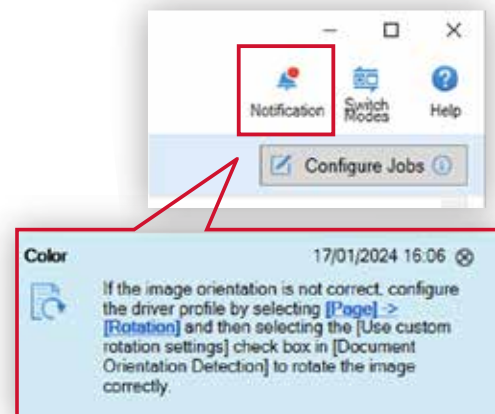 Notification
Switch
Modes
Help
Configure Jobs
Color 17/01/2024 16:06
If the image orientation is not correct, configure
the driver profile by selecting [Page] ->
[Rotation] and then selecting the [Use custom
rotation settings] check box in [Document
Orientation Detection] to rotate the image
correctly.